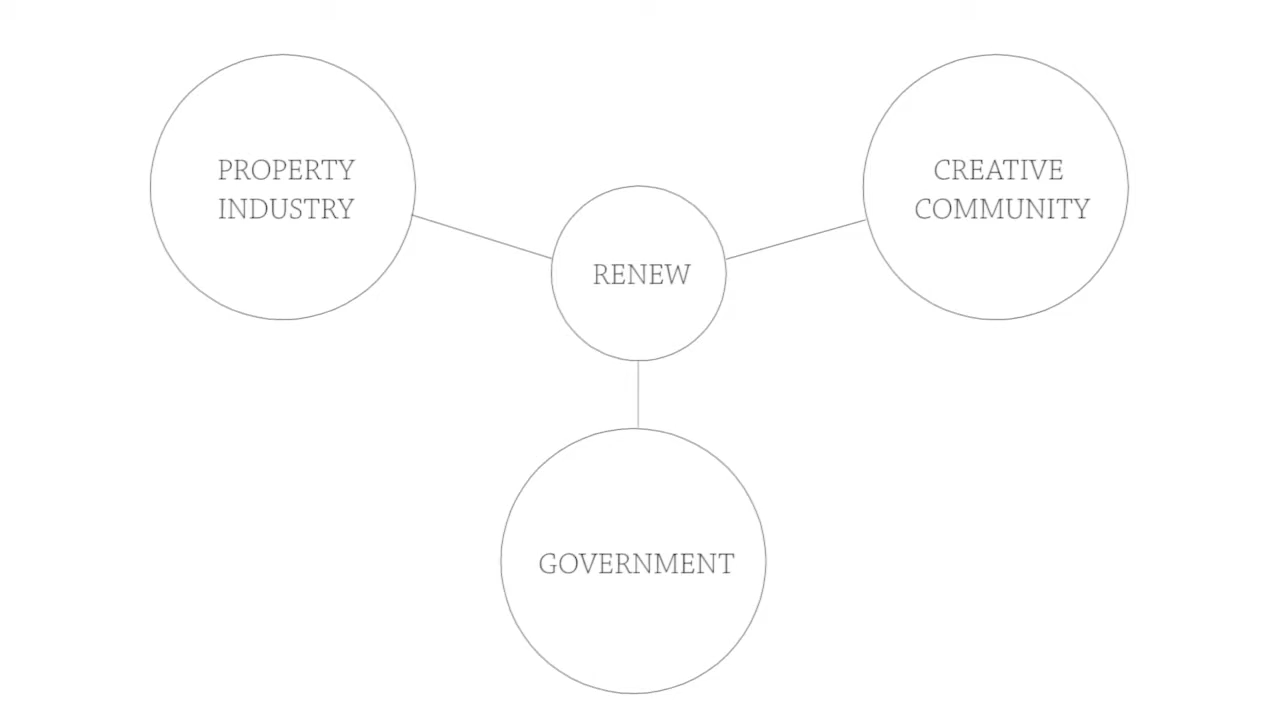 PROPERTY
INDUSTRY
CREATIVE
COMMUNITY
RENEW
GOVERNMENT